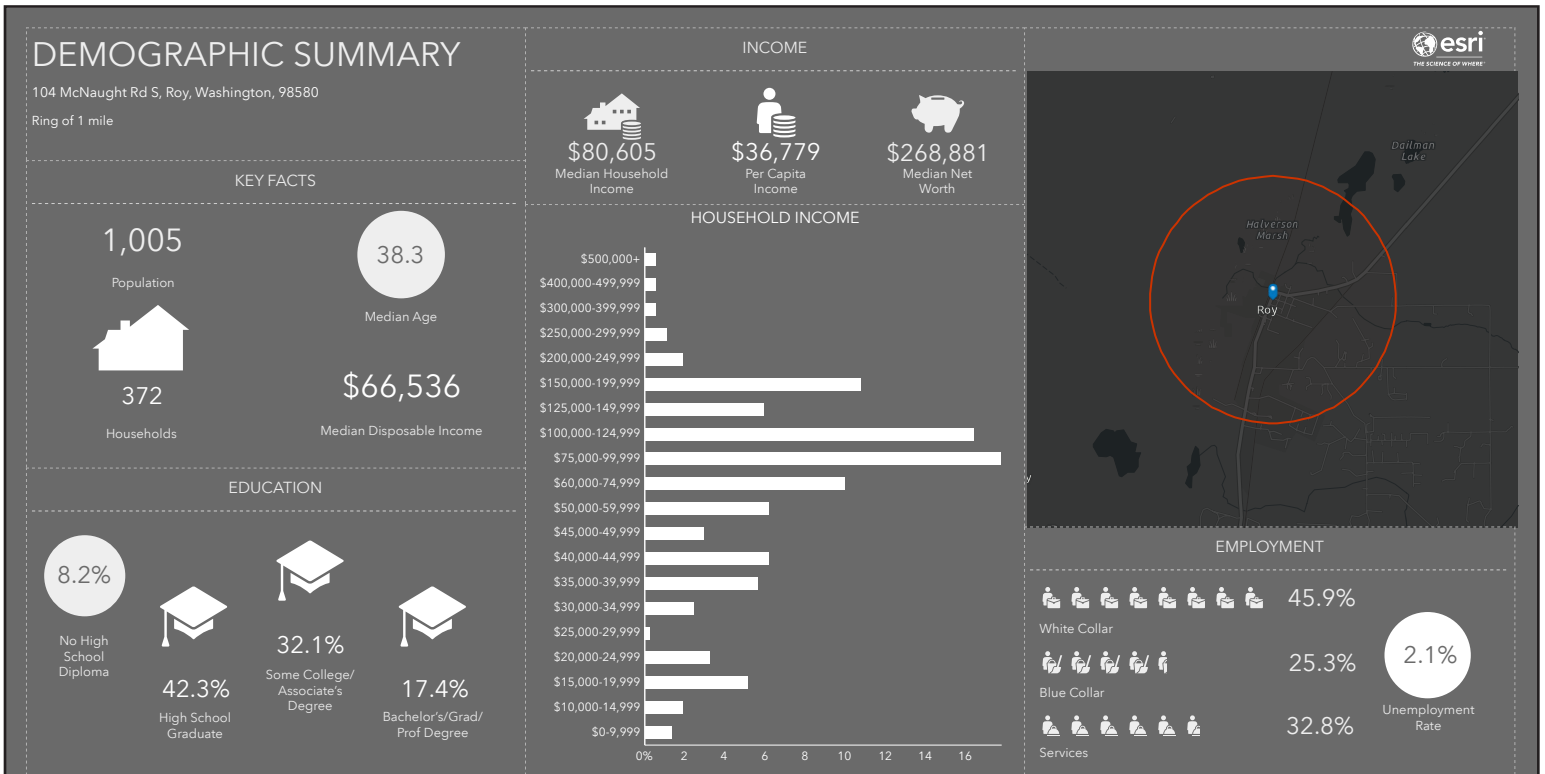 DEMOGRAPHIC SUMMARY
104 McNaught Rd S, Roy, Washington, 98580
Ring of 1 mile
KEY FACTS
1,005
Population
38.3
Median Age
372
Households
$66,536
Median Disposable Income
EDUCATION
8.2%
No High
School
Diploma
42.3%
High School
Graduate
32.1%
Some College/
Associate's
Degree
17.4%
Bachelor's/Grad/
Prof Degree
INCOME
$80,605
Median Household
Income
$36,779
Per Capita
Income
$268,881
Median Net
Worth
HOUSEHOLD INCOME
$500,000+
$400,000-499,999
$300,000-399,999
$250,000-299,999
$200,000-249,999
$150,000-199,999
$125,000-149,999
$100,000-124,999
$75,000-99,999
$60,000-74,999
$50,000-59,999
$45,000-49,999
$40,000-44,999
$35,000-39,999
$30,000-34,999
$25,000-29,999
$20,000-24,999
$15,000-19,999
$10,000-14,999
$0-9,999
0% 2 4 6 8 10 12 14 16
esri
THE SCIENCE OF WHERE™
Dailman
Lake
Halverson
Marsh
Roy
y
EMPLOYMENT
45.9%
White Collar
25.3%
Blue Collar
32.8%
Services
2.1%
Unemployment
Rate